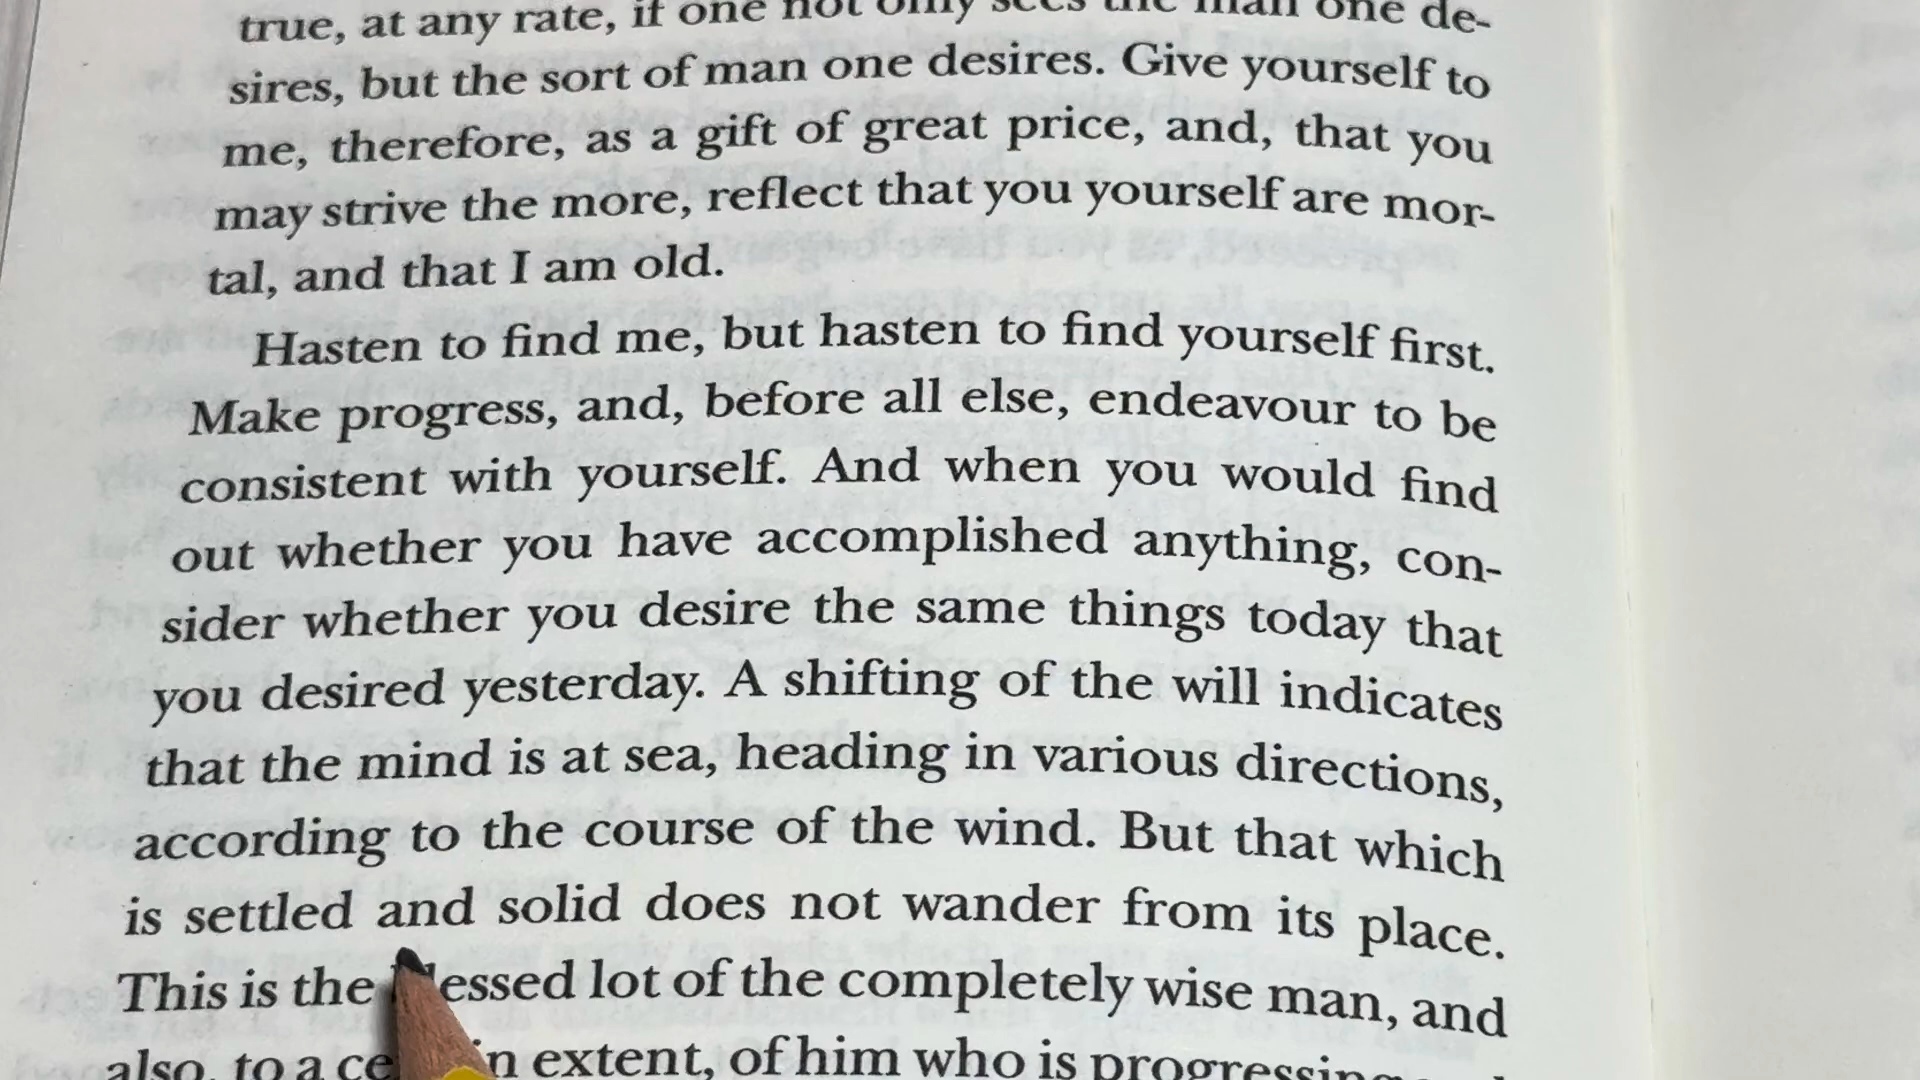 true, at any rate, if one not only sees the man one de-
sires, but the sort of man one desires. Give yourself to
me, therefore, as a gift of great price, and, that you
may strive the more, reflect that you yourself are mor-
tal, and that I am old.
Hasten to find me, but hasten to find yourself first.
Make progress, and, before all else, endeavour to be
consistent with yourself. And when you would find
out whether you have accomplished anything, con-
sider whether you desire the same things today that
you desired yesterday. A shifting of the will indicates
that the mind is at sea, heading in various directions,
according to the course of the wind. But that which
is settled and solid does not wander from its place.
This is the blessed lot of the completely wise man, and
also, to a certain extent, of him who is progressing